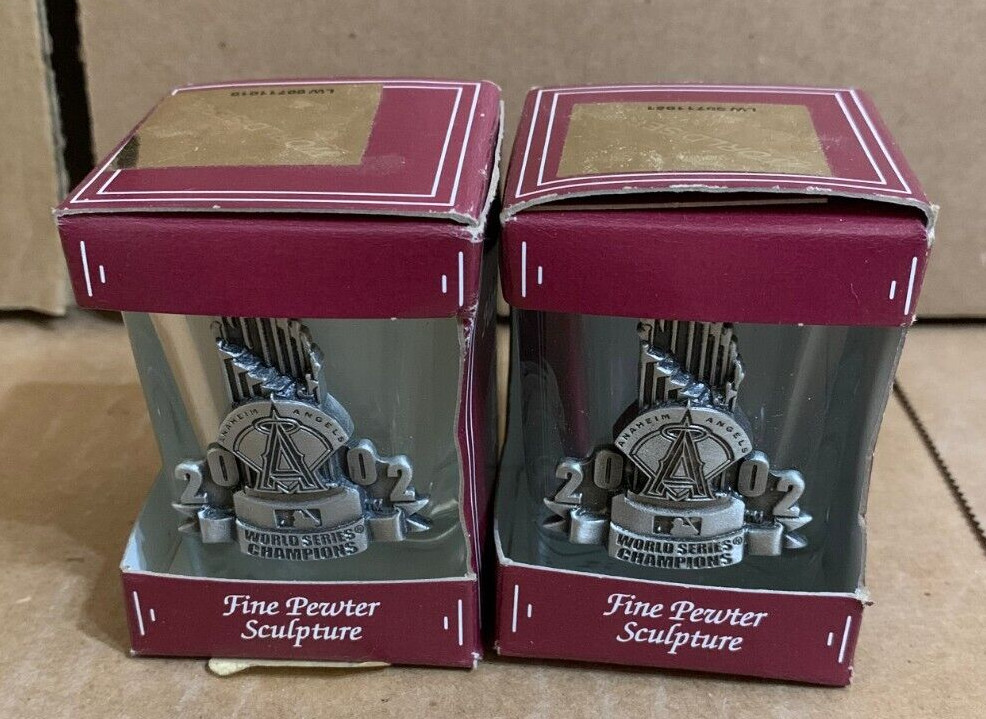 ANAHEIM ANGELS
2002
WORLD SERIES®
CHAMPIONS
Fine Pewter
Sculpture
ANAHEIM ANGELS
2002
WORLD SERIES®
CHAMPIONS
Fine Pewter
Sculpture